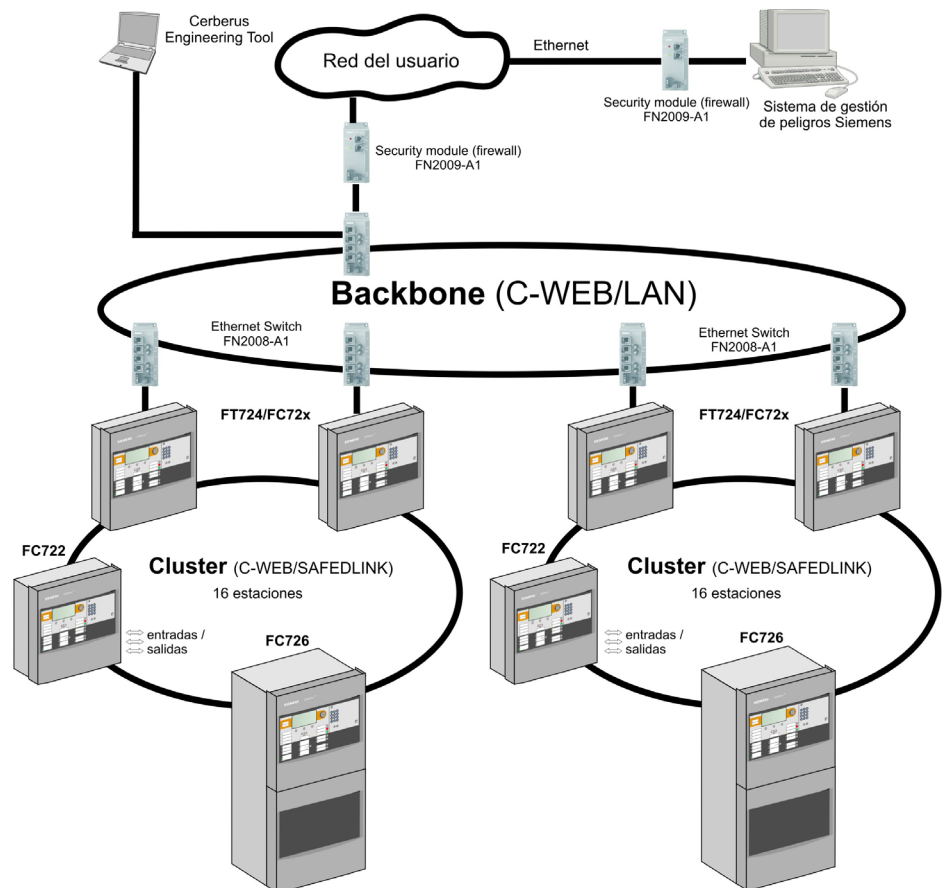 Cerberus
Engineering Tool
Red del usuario
Ethernet
Security module (firewall)
FN2009-A1
Sistema de gestión
de peligros Siemens
Security module (firewall)
FN2009-A1
Backbone (C-WEB/LAN)
Ethernet Switch
FN2008-A1
Ethernet Switch
FN2008-A1
FT724/FC72x
FT724/FC72x
FC722
Cluster (C-WEB/SAFEDLINK)
16 estaciones
entradas /
salidas
FC726
FC722
Cluster (C-WEB/SAFEDLINK)
16 estaciones
entradas /
salidas
FC726